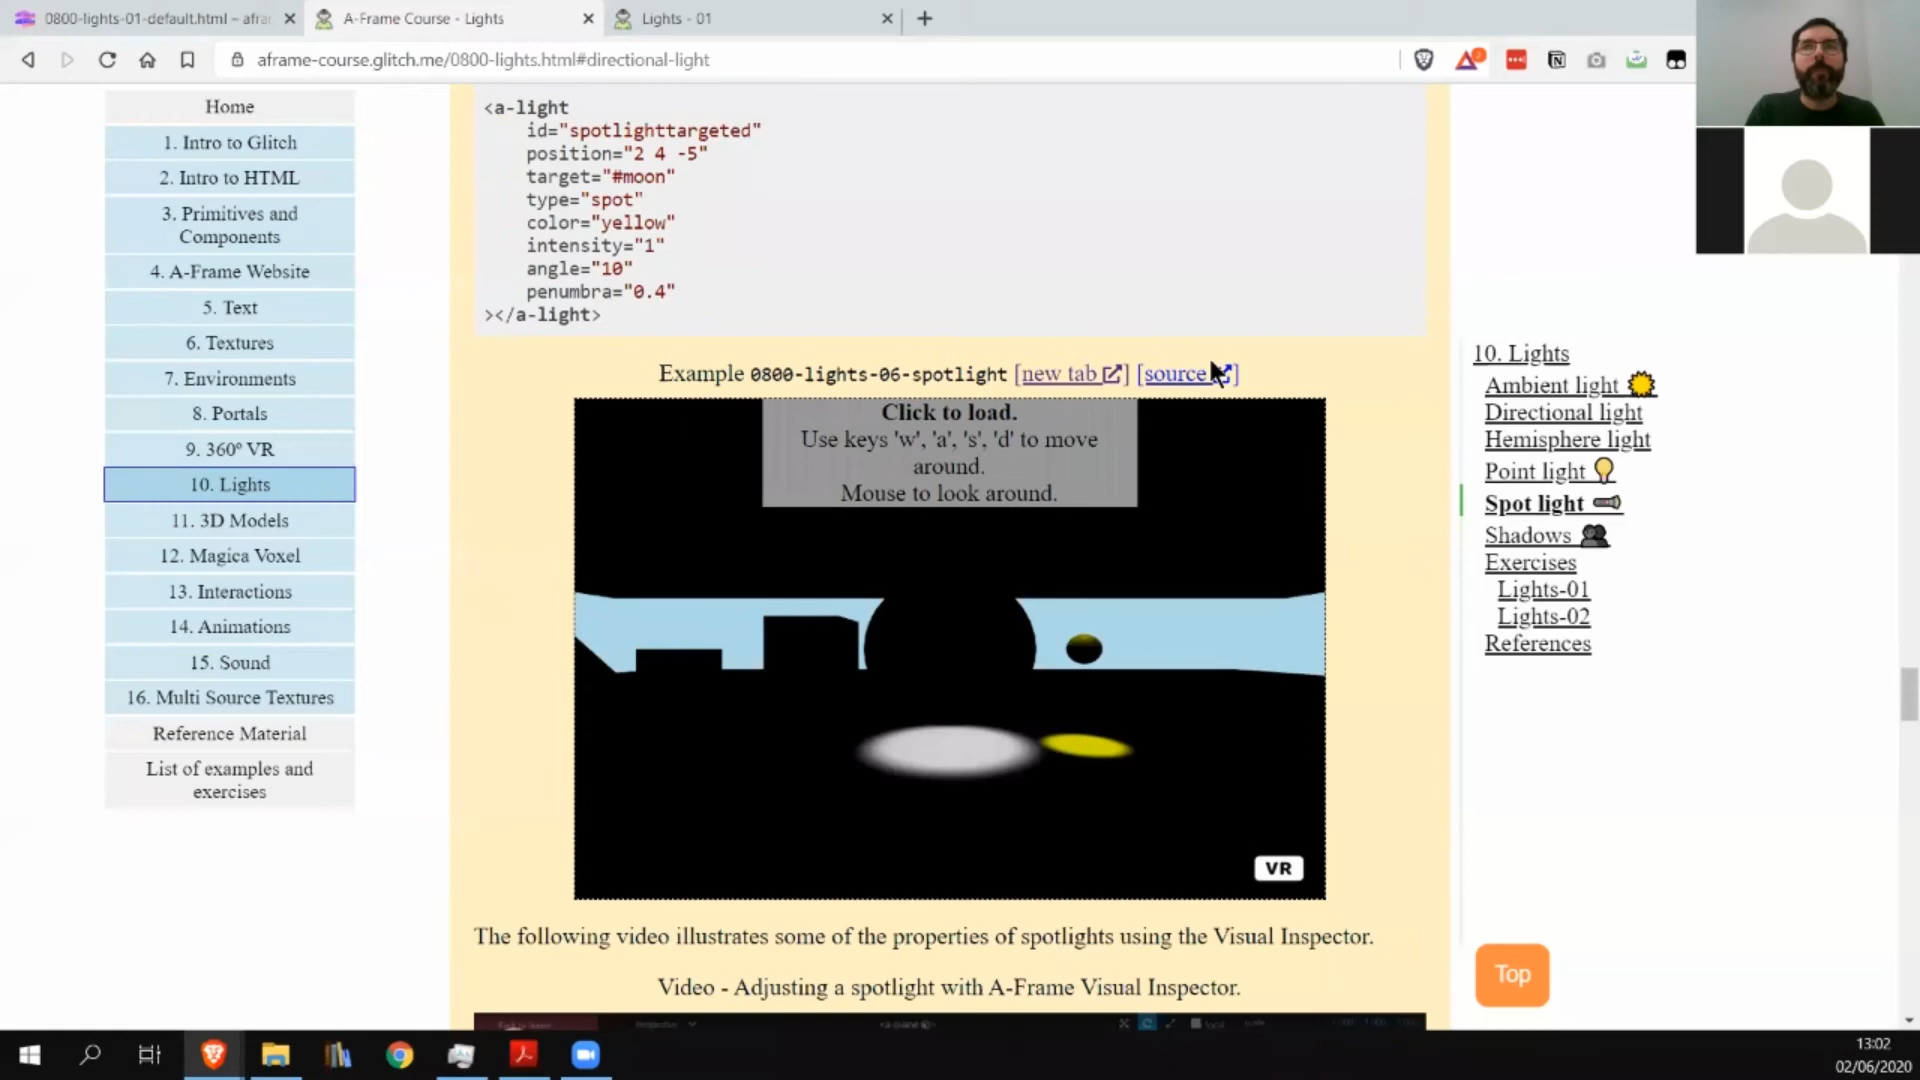 0800-lights-01-default.html ~ afra
A-Frame Course - Lights
Lights - 01
aframe-course.glitch.me/0800-lights.html#directional-light
Home
1. Intro to Glitch
2. Intro to HTML
3. Primitives and
Components
4. A-Frame Website
5. Text
6. Textures
7. Environments
8. Portals
9. 360º VR
10. Lights
11. 3D Models
12. Magica Voxel
13. Interactions
14. Animations
15. Sound
16. Multi Source Textures
Reference Material
List of examples and
exercises
<a-light
id="spotlighttargeted"
position="2 4 -5"
target="#moon"
type="spot"
color="yellow"
intensity="1"
angle="10"
penumbra="0.4"
></a-light>
Example 0800-lights-06-spotlight [new tab] [source]
Click to load.
Use keys 'w', 'a', 's', 'd' to move
around.
Mouse to look around.
VR
The following video illustrates some of the properties of spotlights using the Visual Inspector.
Video - Adjusting a spotlight with A-Frame Visual Inspector.
10. Lights
Ambient light
Directional light
Hemisphere light
Point light
Spot light
Shadows
Exercises
Lights-01
Lights-02
References
Top
13:02
02/06/2020